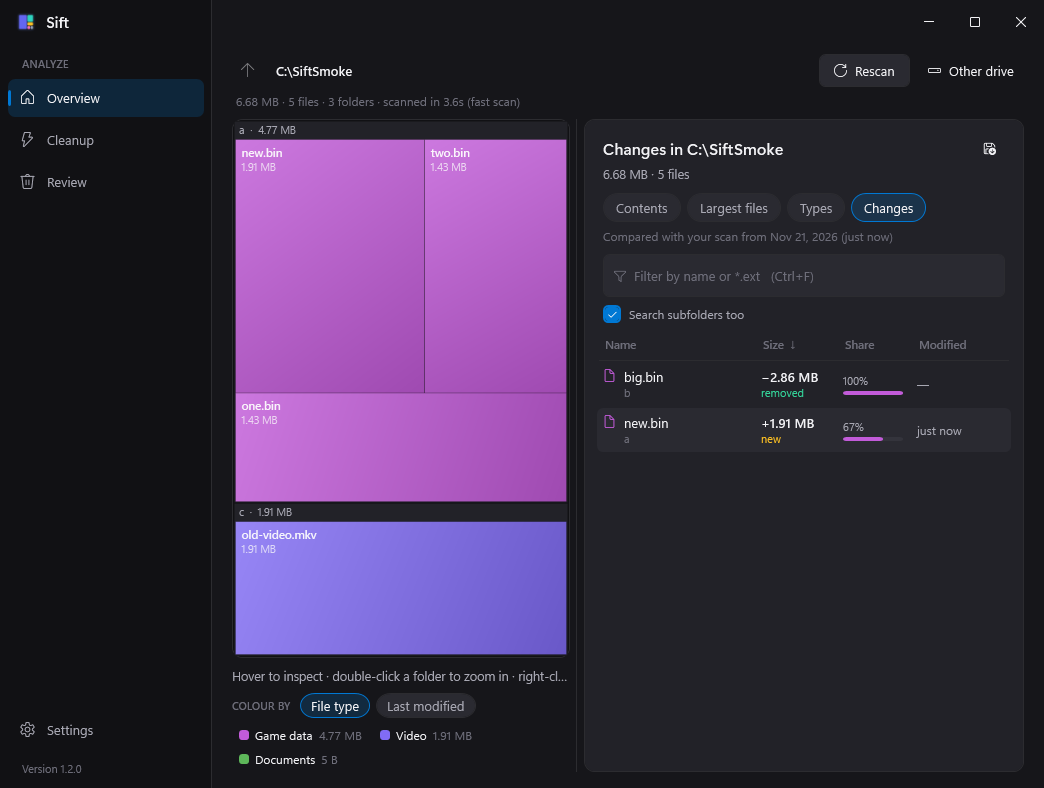 Sift
ANALYZE
Overview
Cleanup
Review
Settings
Version 1.2.0
C:\SiftSmoke
Rescan
Other drive
6.68 MB · 5 files · 3 folders · scanned in 3.6s (fast scan)
a · 4.77 MB
new.bin
1.91 MB
two.bin
1.43 MB
one.bin
1.43 MB
c · 1.91 MB
old-video.mkv
1.91 MB
Hover to inspect · double-click a folder to zoom in · right-cl...
COLOUR BY
File type
Last modified
Game data 4.77 MB
Video 1.91 MB
Documents 5 B
Changes in C:\SiftSmoke
6.68 MB · 5 files
Contents
Largest files
Types
Changes
Compared with your scan from Nov 21, 2026 (just now)
Filter by name or *.ext (Ctrl+F)
Search subfolders too
Name Size ↓ Share Modified
big.bin −2.86 MB 100% —
b removed
new.bin +1.91 MB 67% just now
a new